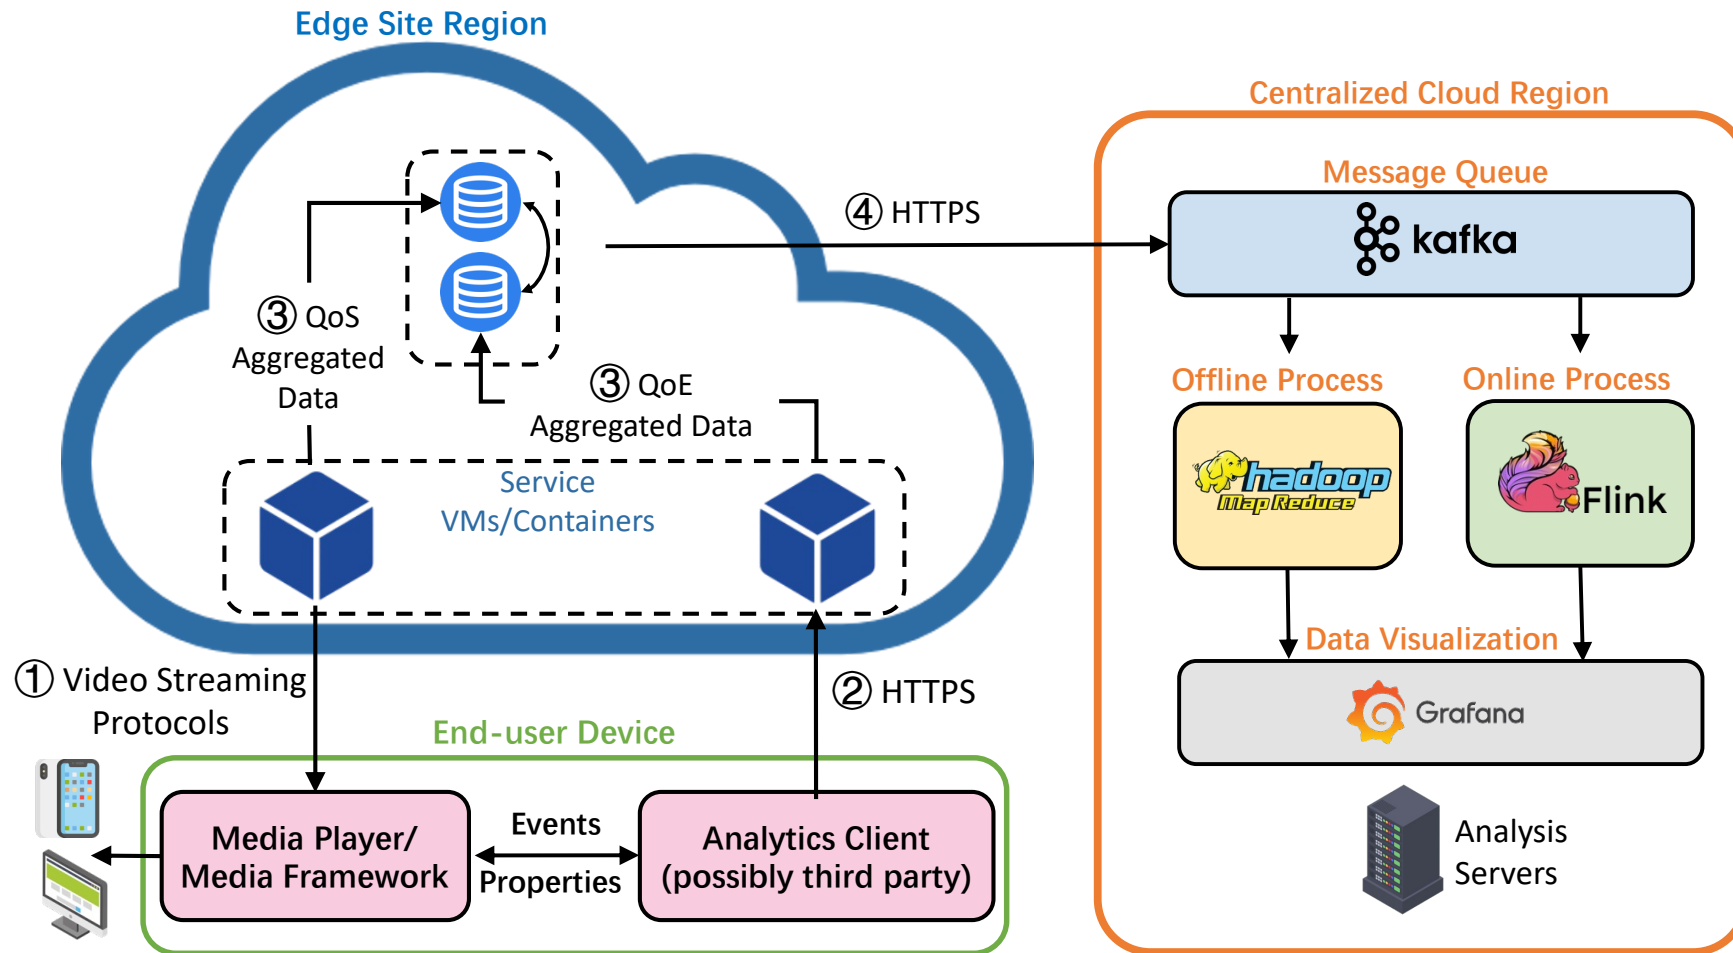 Edge Site Region
Centralized Cloud Region
Message Queue
kafka
④ HTTPS
③ QoS
Aggregated
Data
③ QoE
Aggregated Data
Offline Process
Online Process
hadoop
Map Reduce
Flink
Service
VMs/Containers
Data Visualization
Grafana
① Video Streaming
Protocols
② HTTPS
End-user Device
Media Player/
Media Framework
Events
Properties
Analytics Client
(possibly third party)
Analysis
Servers